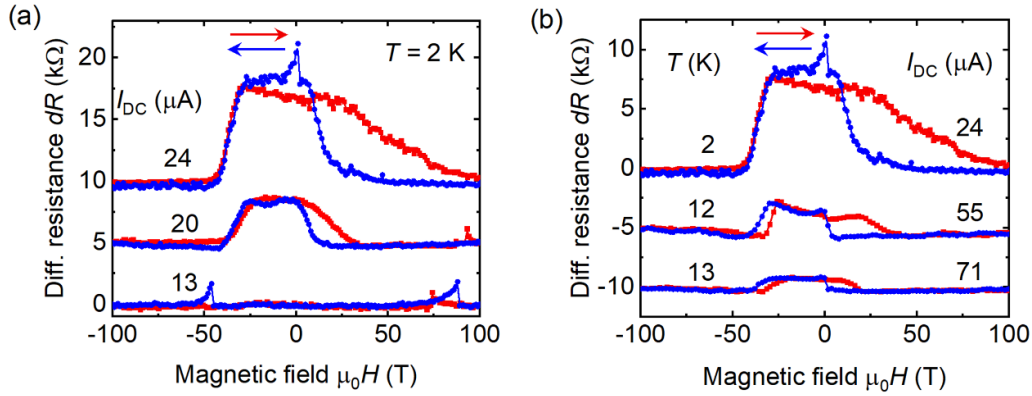 (a)
Diff. resistance dR (kΩ)
20
15
10
5
0
T = 2 K
I_DC (μA)
24
20
13
-100 -50 0 50 100
Magnetic field μ₀H (T)
(b)
Diff. resistance dR (kΩ)
10
5
0
-5
-10
T (K)
I_DC (μA)
2
24
12
55
13
71
-100 -50 0 50 100
Magnetic field μ₀H (T)